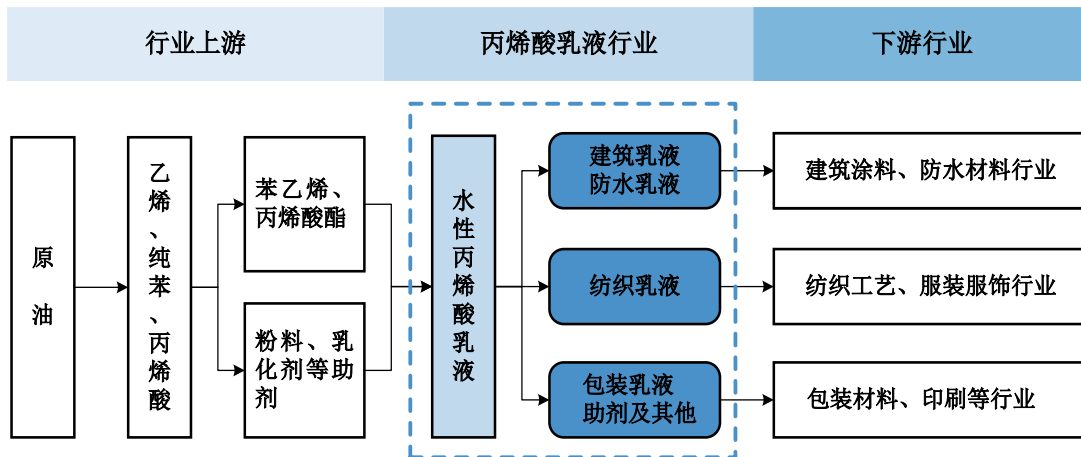 行业上游
丙烯酸乳液行业
下游行业
原油
乙烯、纯苯、丙烯酸
苯乙烯、
丙烯酸酯
粉料、乳
化剂等助
剂
水性丙烯酸乳液
建筑乳液
防水乳液
纺织乳液
包装乳液
助剂及其他
建筑涂料、防水材料行业
纺织工艺、服装服饰行业
包装材料、印刷等行业